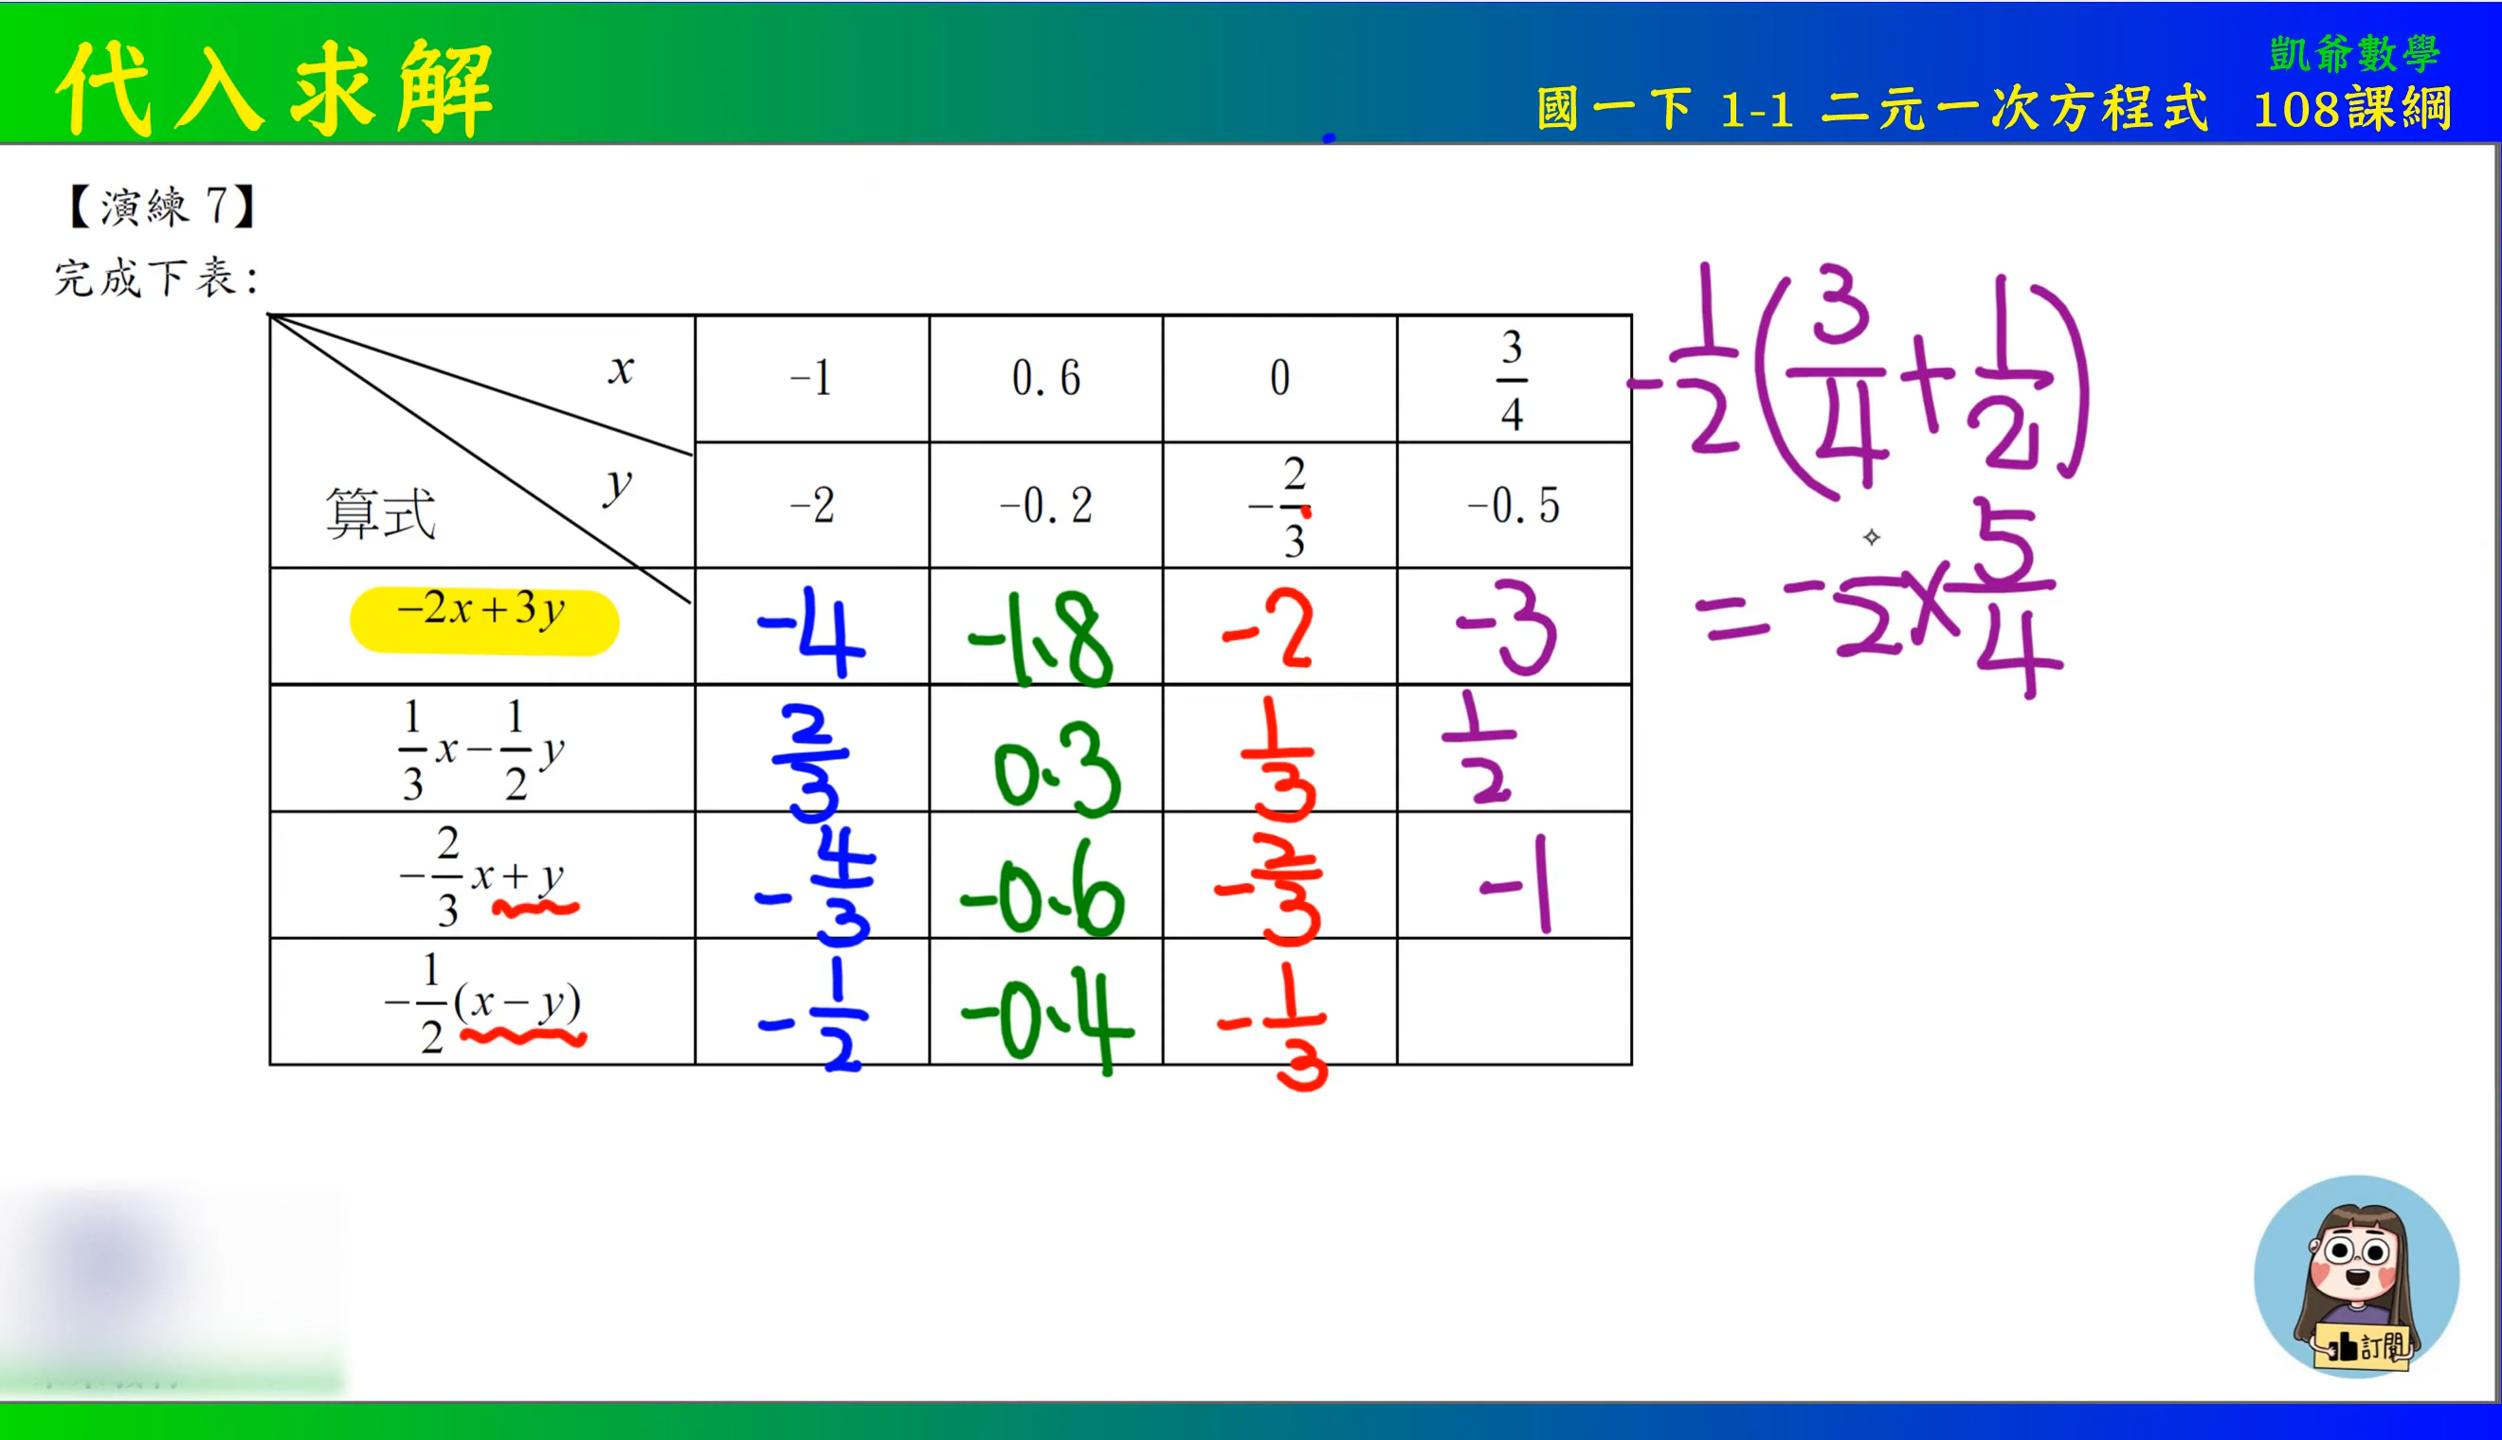 代入求解
凱爺數學
國一下 1-1 二元一次方程式 108課綱
【演練 7】
完成下表：
x -1 0.6 0 3/4
y -2 -0.2 -2/3 -0.5
算式
-2x+3y -4 -1.8 -2 -3
1/3x-1/2y 2/3 0.3 1/3 1/2
-2/3x+y -4/3 -0.6 -2/3 -1
-1/2(x-y) -1/2 -0.4 -1/3
-1/2(3/4+1/2)
=-1/2×5/4
訂閱